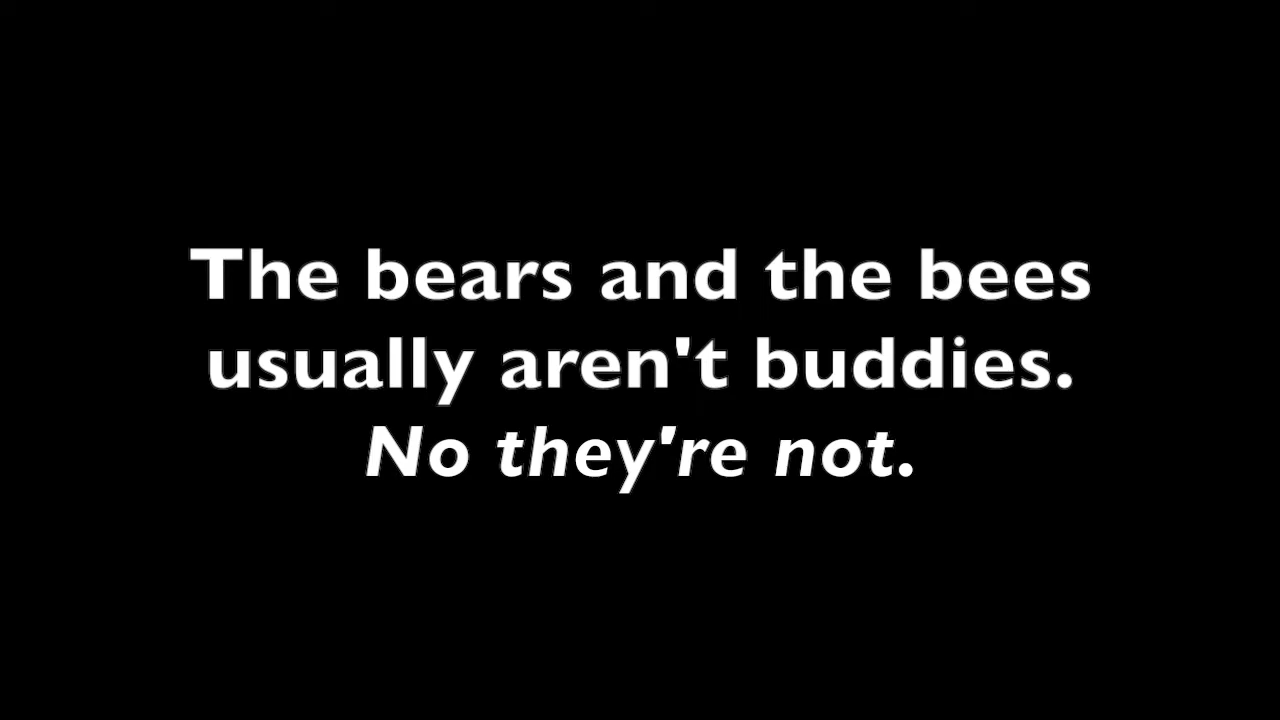 The bears and the bees
usually aren't buddies.
No they're not.